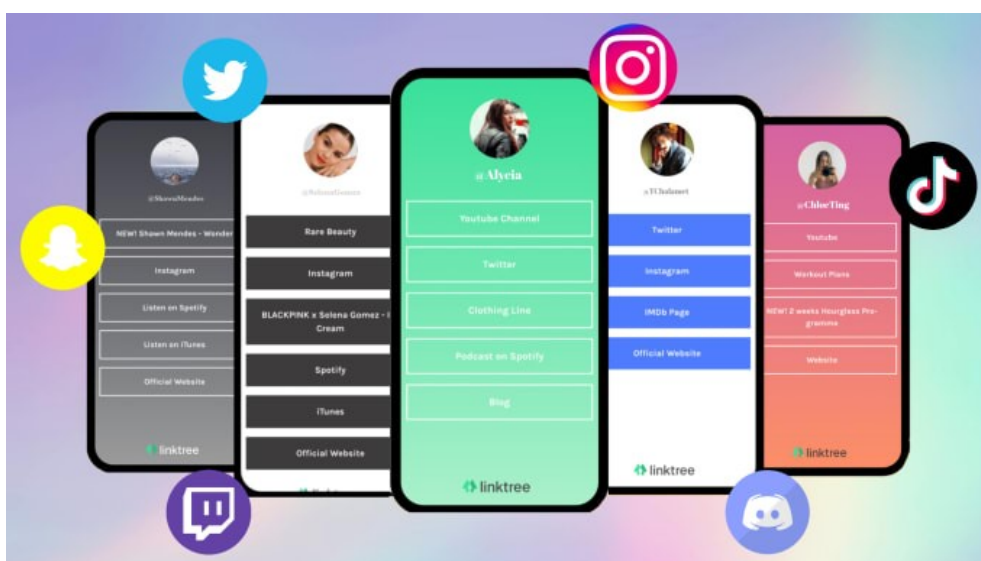 @ShawnMendes
NEW! Shawn Mendes - Wonder
Instagram
Listen on Spotify
Listen on iTunes
Official Website
linktree
@SelenaGomez
Rare Beauty
Instagram
BLACKPINK x Selena Gomez - I
Cream
Spotify
iTunes
Official Website
@Alycia
Youtube Channel
Twitter
Clothing Line
Podcast on Spotify
Blog
linktree
@TChalamet
Twitter
Instagram
IMDb Page
Official Website
linktree
@ChloeTing
Youtube
Workout Plans
NEW! 2 weeks Hourglass Pro-
gramme
Website
linktree